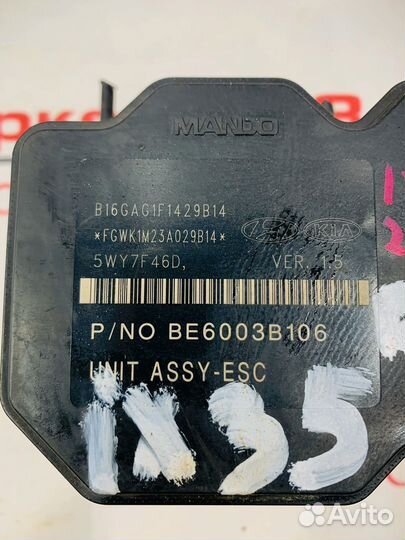 MANDO
B16GAG1F1429B14
*FGWK1M23A029B14*
KIA
5WY7F46D, VER. 1.5
P/NO BE6003B106
UNIT ASSY-ESC
IX35
Avito